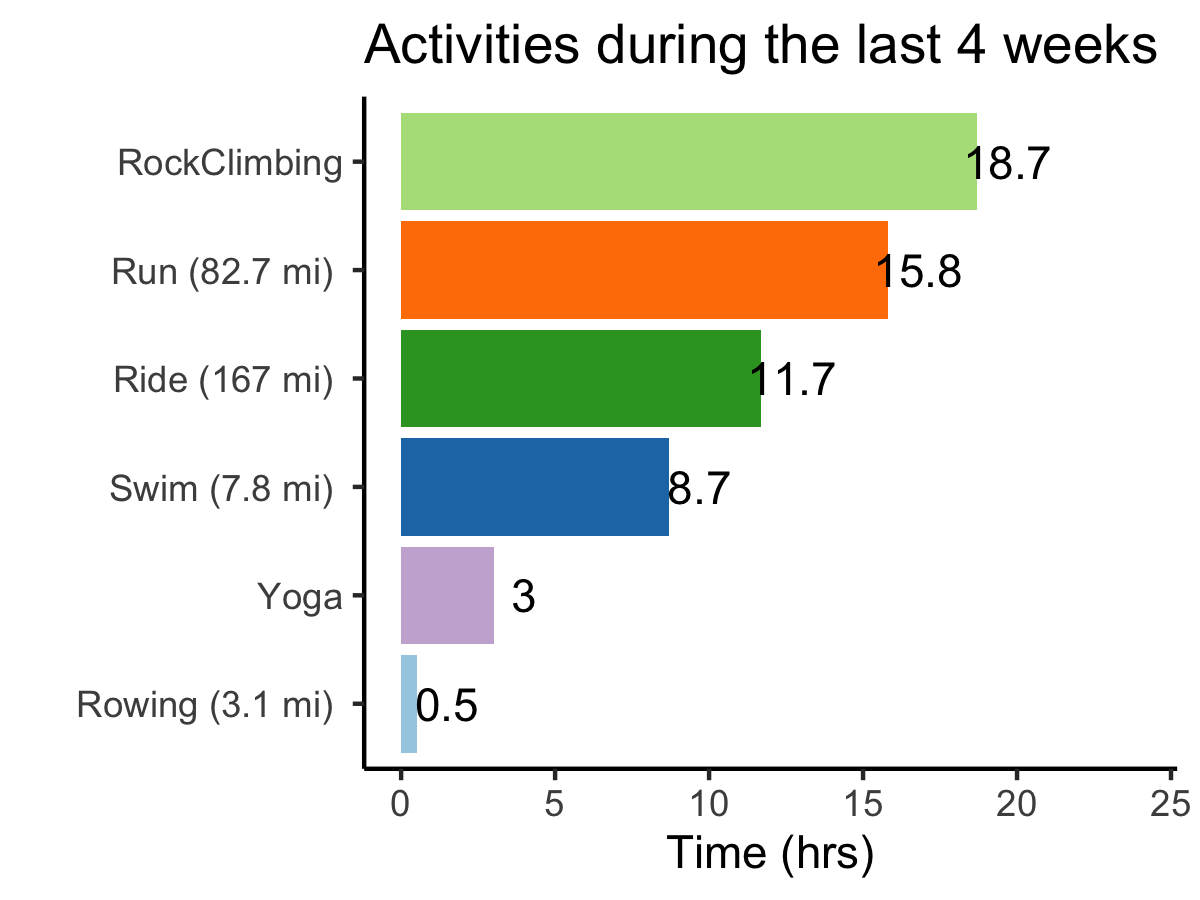 Activities during the last 4 weeks
RockClimbing 18.7
Run (82.7 mi) 15.8
Ride (167 mi) 11.7
Swim (7.8 mi) 8.7
Yoga 3
Rowing (3.1 mi) 0.5
0 5 10 15 20 25
Time (hrs)